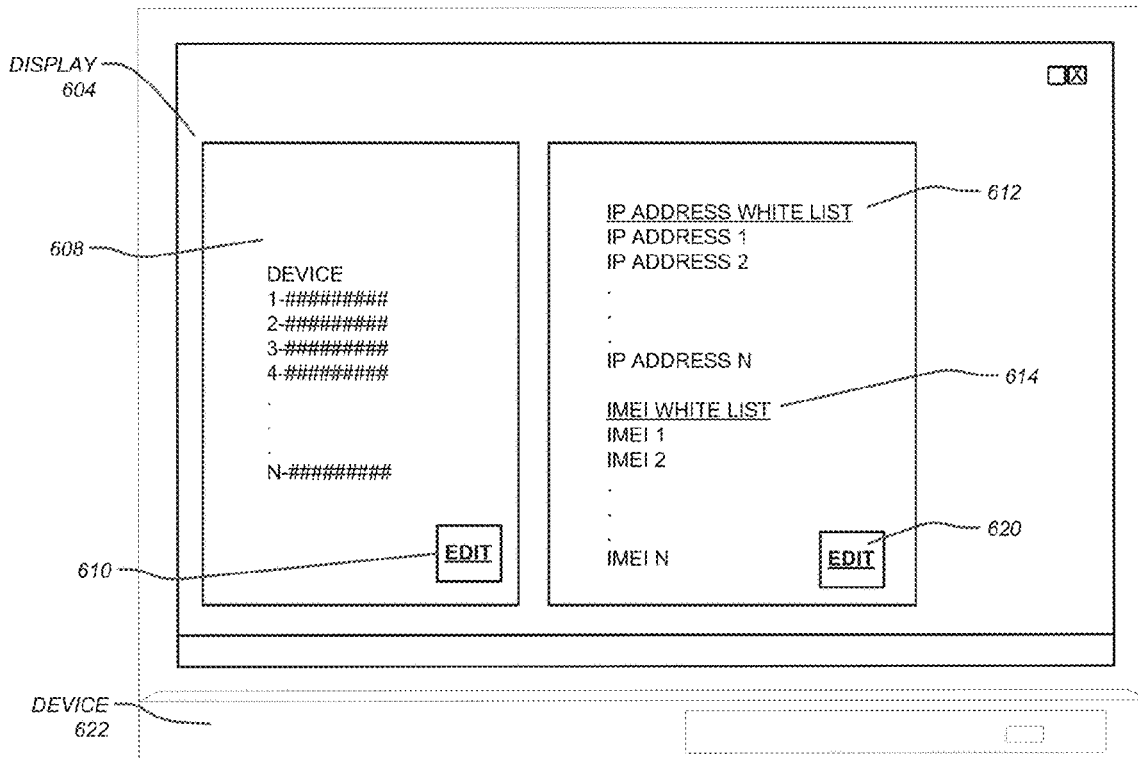 DISPLAY
604
X
608
DEVICE
1-#########
2-#########
3-#########
4-#########
.
.
.
N-#########
EDIT
610
IP ADDRESS WHITE LIST
612
IP ADDRESS 1
IP ADDRESS 2
.
.
.
IP ADDRESS N
IMEI WHITE LIST
614
IMEI 1
IMEI 2
.
.
.
IMEI N
EDIT
620
DEVICE
622